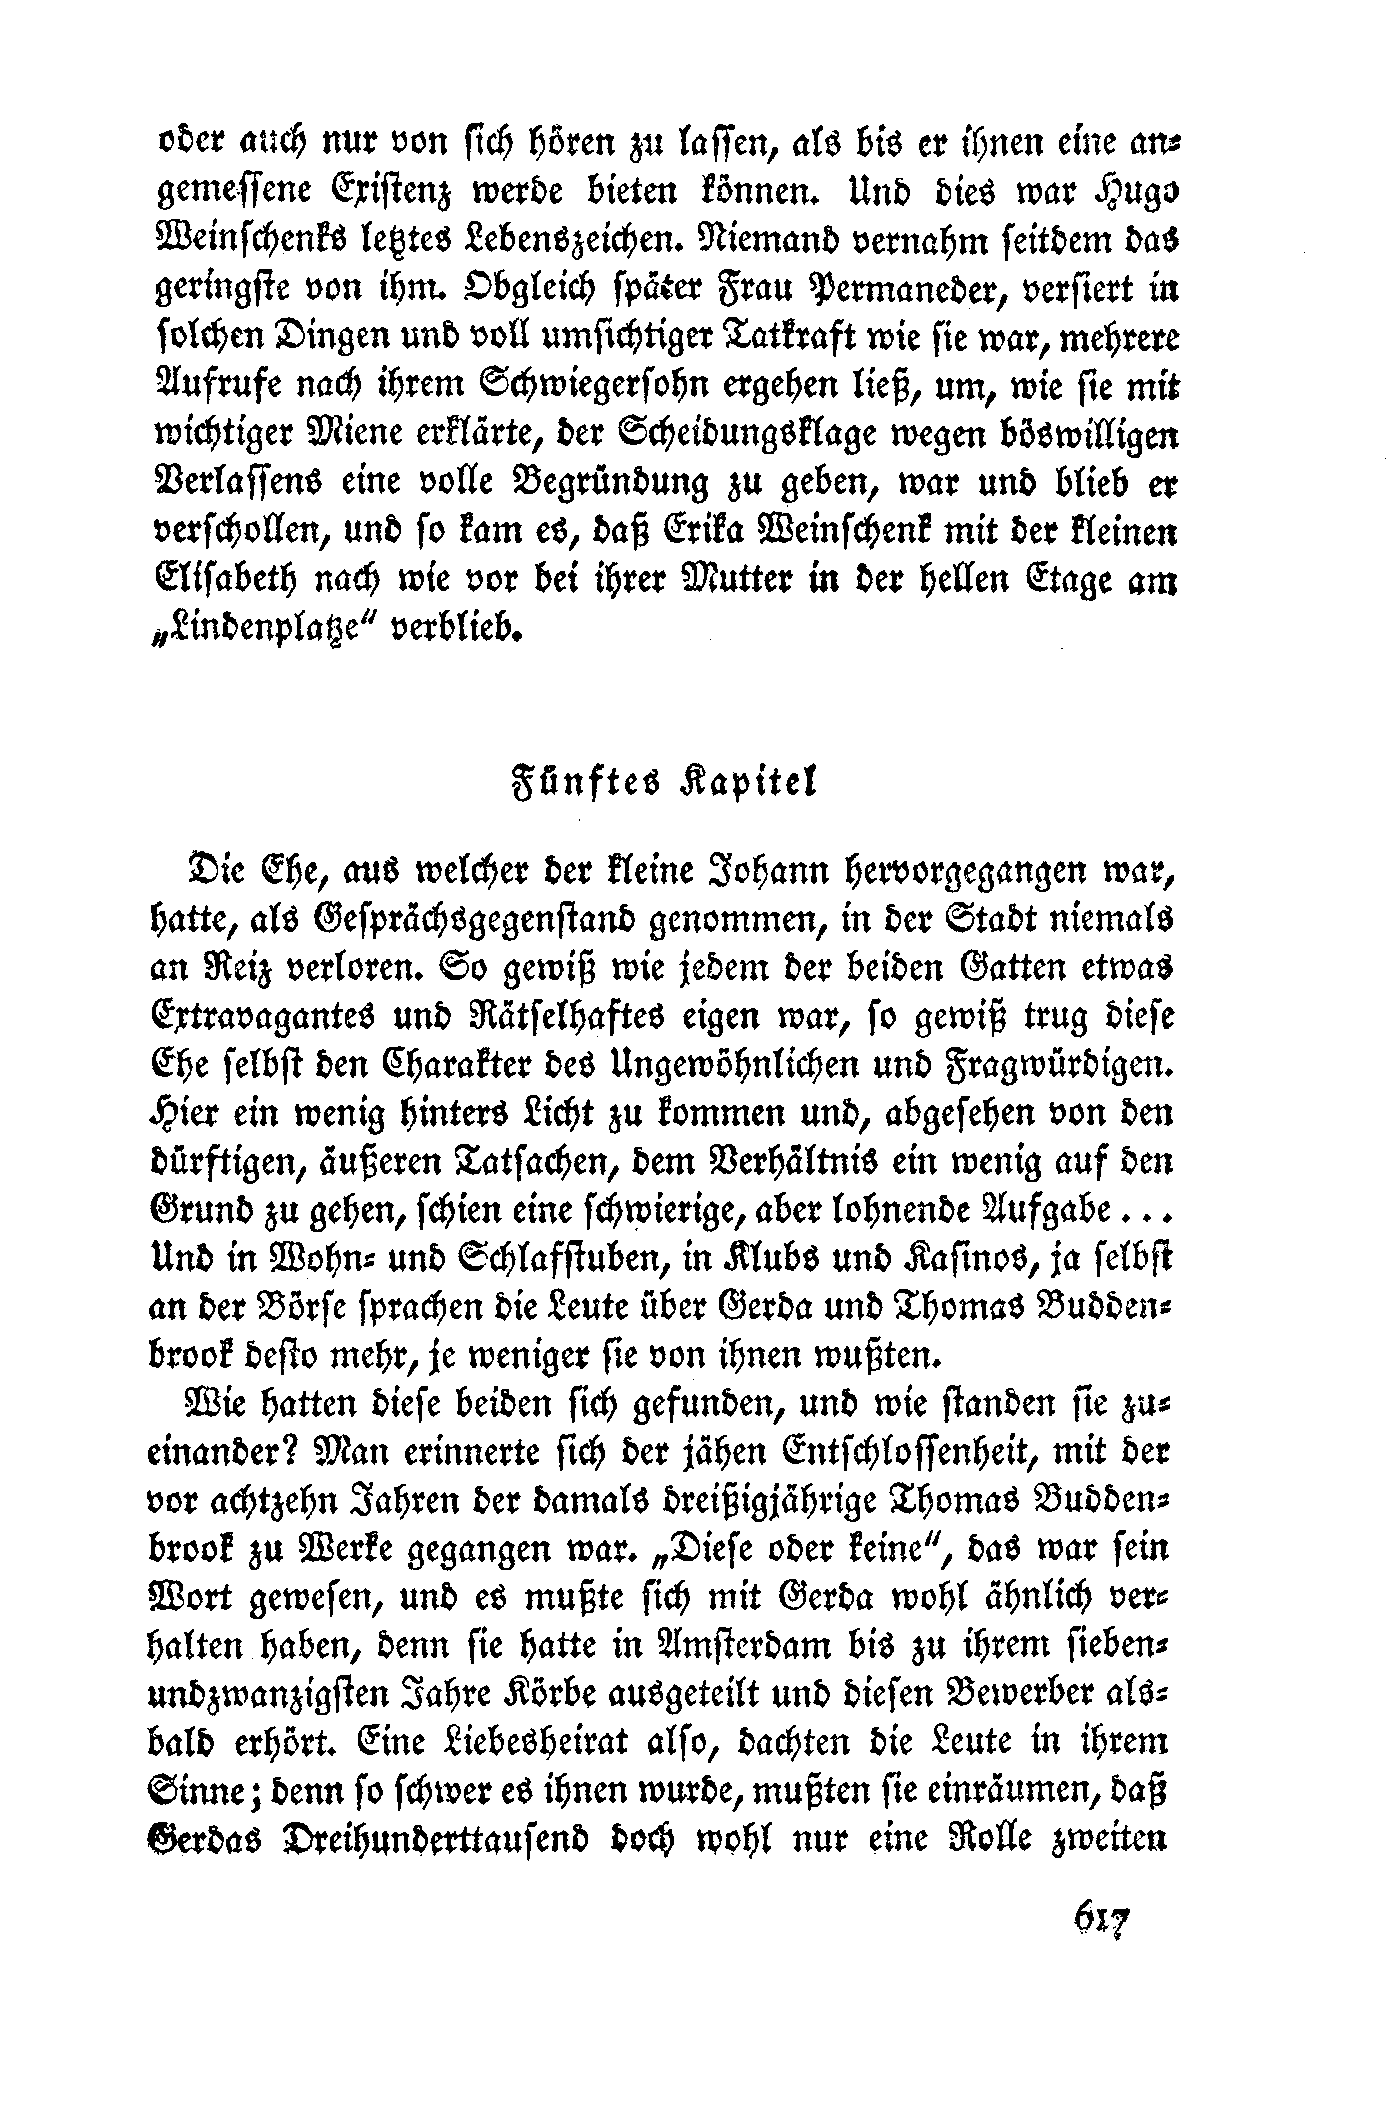 oder auch nur von sich hören zu lassen, als bis er ihnen eine an-
gemessene Existenz werde bieten können. Und dies war Hugo
Weinschenks letztes Lebenszeichen. Niemand vernahm seitdem das
geringste von ihm. Obgleich später Frau Permaneder, versiert in
solchen Dingen und voll umsichtiger Tatkraft wie sie war, mehrere
Aufrufe nach ihrem Schwiegersohn ergehen ließ, um, wie sie mit
wichtiger Miene erklärte, der Scheidungsklage wegen böswilligen
Verlassens eine volle Begründung zu geben, war und blieb er
verschollen, und so kam es, daß Erika Weinschenk mit der kleinen
Elisabeth nach wie vor bei ihrer Mutter in der hellen Etage am
„Lindenplatze“ verblieb.
Fünftes Kapitel
Die Ehe, aus welcher der kleine Johann hervorgegangen war,
hatte, als Gesprächsgegenstand genommen, in der Stadt niemals
an Reiz verloren. So gewiß wie jedem der beiden Gatten etwas
Extravagantes und Rätselhaftes eigen war, so gewiß trug diese
Ehe selbst den Charakter des Ungewöhnlichen und Fragwürdigen.
Hier ein wenig hinters Licht zu kommen und, abgesehen von den
dürftigen, äußeren Tatsachen, dem Verhältnis ein wenig auf den
Grund zu gehen, schien eine schwierige, aber lohnende Aufgabe . . .
Und in Wohn- und Schlafstuben, in Klubs und Kasinos, ja selbst
an der Börse sprachen die Leute über Gerda und Thomas Budden-
brook desto mehr, je weniger sie von ihnen wußten.
Wie hatten diese beiden sich gefunden, und wie standen sie zu-
einander? Man erinnerte sich der jähen Entschlossenheit, mit der
vor achtzehn Jahren der damals dreißigjährige Thomas Budden-
brook zu Werke gegangen war. „Diese oder keine“, das war sein
Wort gewesen, und es mußte sich mit Gerda wohl ähnlich ver-
halten haben, denn sie hatte in Amsterdam bis zu ihrem sieben-
undzwanzigsten Jahre Körbe ausgeteilt und diesen Bewerber als-
bald erhört. Eine Liebesheirat also, dachten die Leute in ihrem
Sinne; denn so schwer es ihnen wurde, mußten sie einräumen, daß
Gerdas Dreihunderttausend doch wohl nur eine Rolle zweiten
617